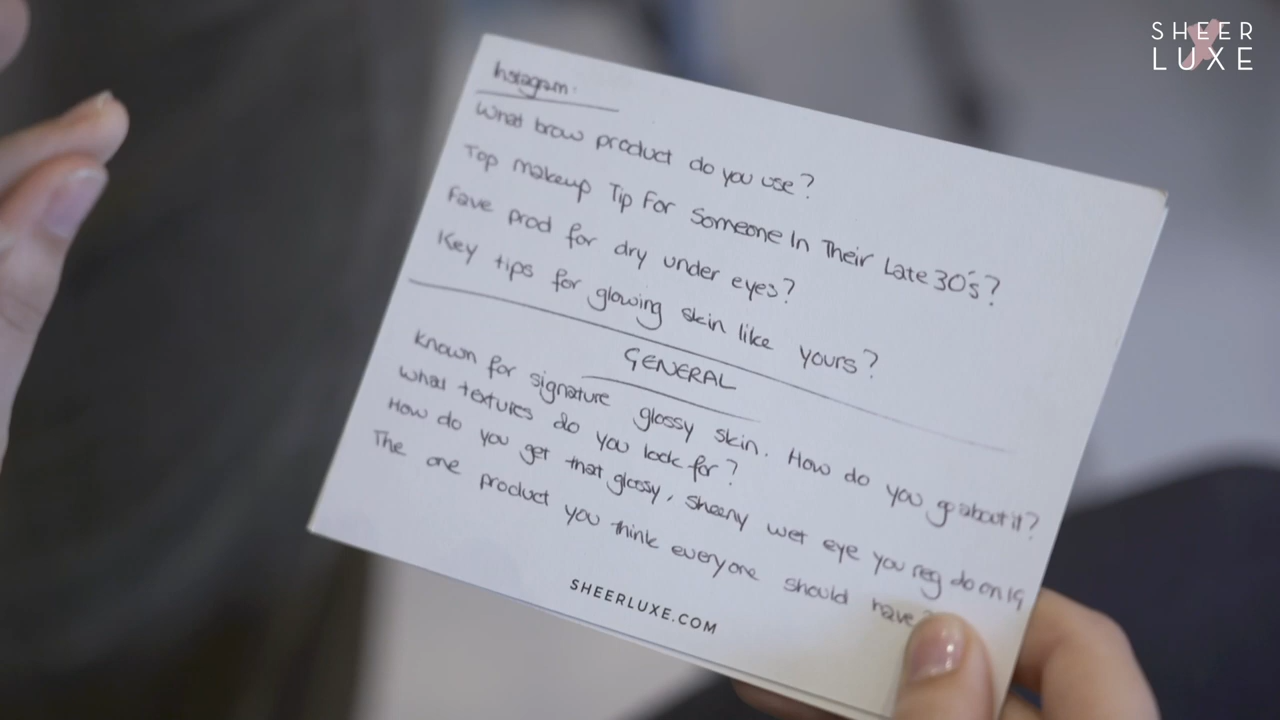 SHEER
LUXE
Instagram.
What brow product do you use?
Top makeup Tip For Someone In Their Late 30's?
Fave prod for dry under eyes?
Key tips for glowing skin like yours?
GENERAL
Known for signature glossy skin. How do you go about it?
What textures do you look for?
How do you get that glossy, sheeny wet eye you reg do on IG
The one product you think everyone should have?
SHEERLUXE.COM